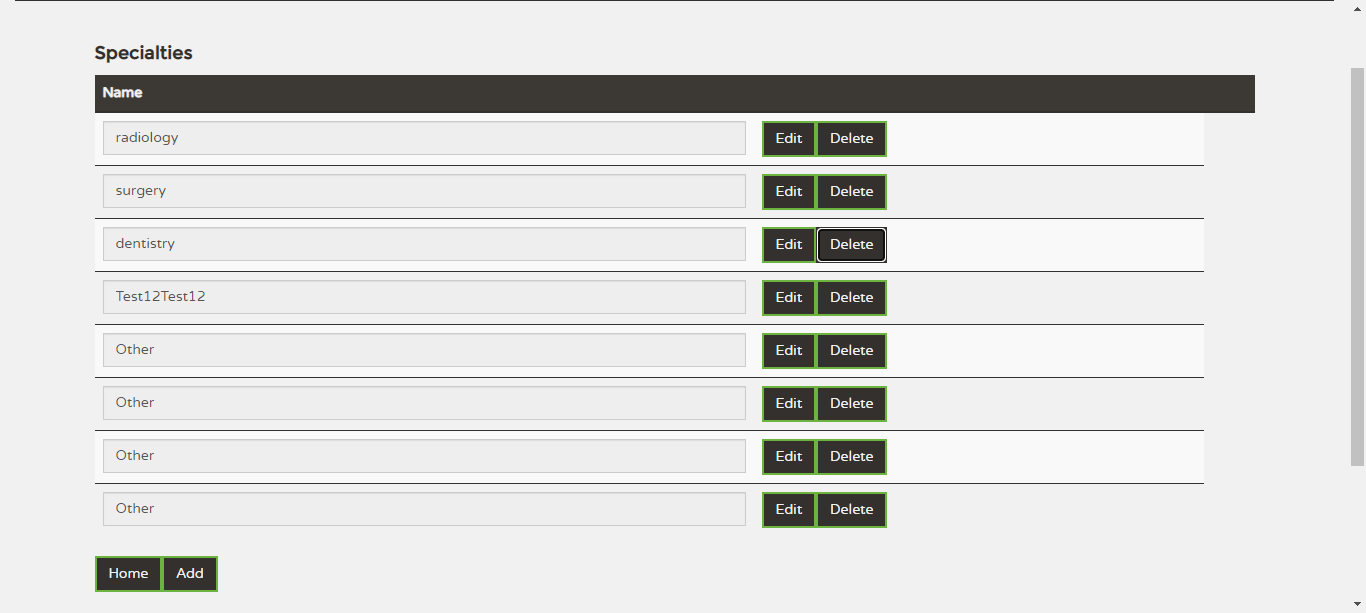 Specialties
Name
radiology Edit Delete
surgery Edit Delete
dentistry Edit Delete
Test12Test12 Edit Delete
Other Edit Delete
Other Edit Delete
Other Edit Delete
Other Edit Delete
Home Add